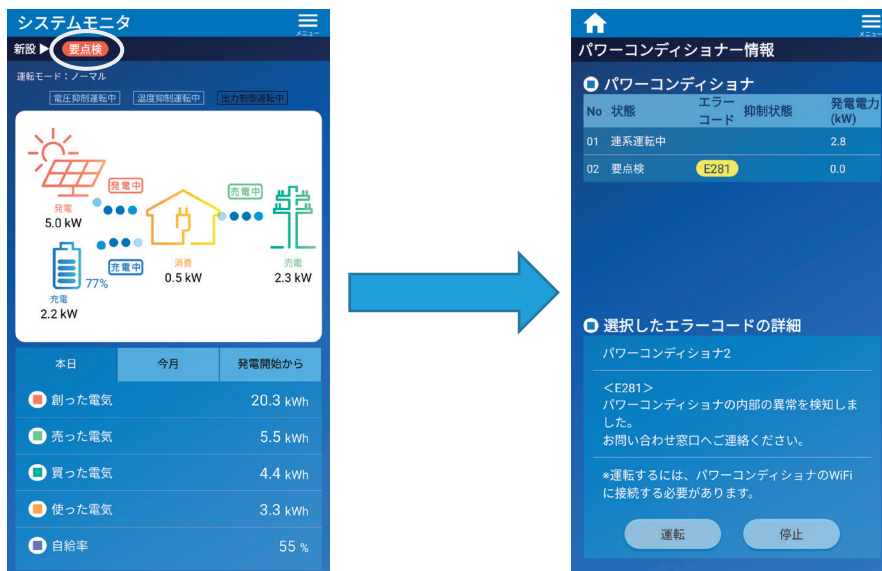 システムモニタ
メニュー
新設 ▶ 要点検
運転モード：ノーマル
電圧抑制運転中 温度抑制運転中 出力制御運転中
発電中
売電中
発電
5.0 kW
充電中
77%
消費
0.5 kW
売電
2.3 kW
充電
2.2 kW
本日 今月 発電開始から
創った電気 20.3 kWh
売った電気 5.5 kWh
買った電気 4.4 kWh
使った電気 3.3 kWh
自給率 55 %
メニュー
パワーコンディショナー情報
パワーコンディショナ
No 状態 エラーコード 抑制状態 発電電力(kW)
01 連系運転中 2.8
02 要点検 E281 0.0
選択したエラーコードの詳細
パワーコンディショナ2
＜E281＞
パワーコンディショナの内部の異常を検知しま
した。
お問い合わせ窓口へご連絡ください。
※運転するには、パワーコンディショナのWiFi
に接続する必要があります。
運転 停止